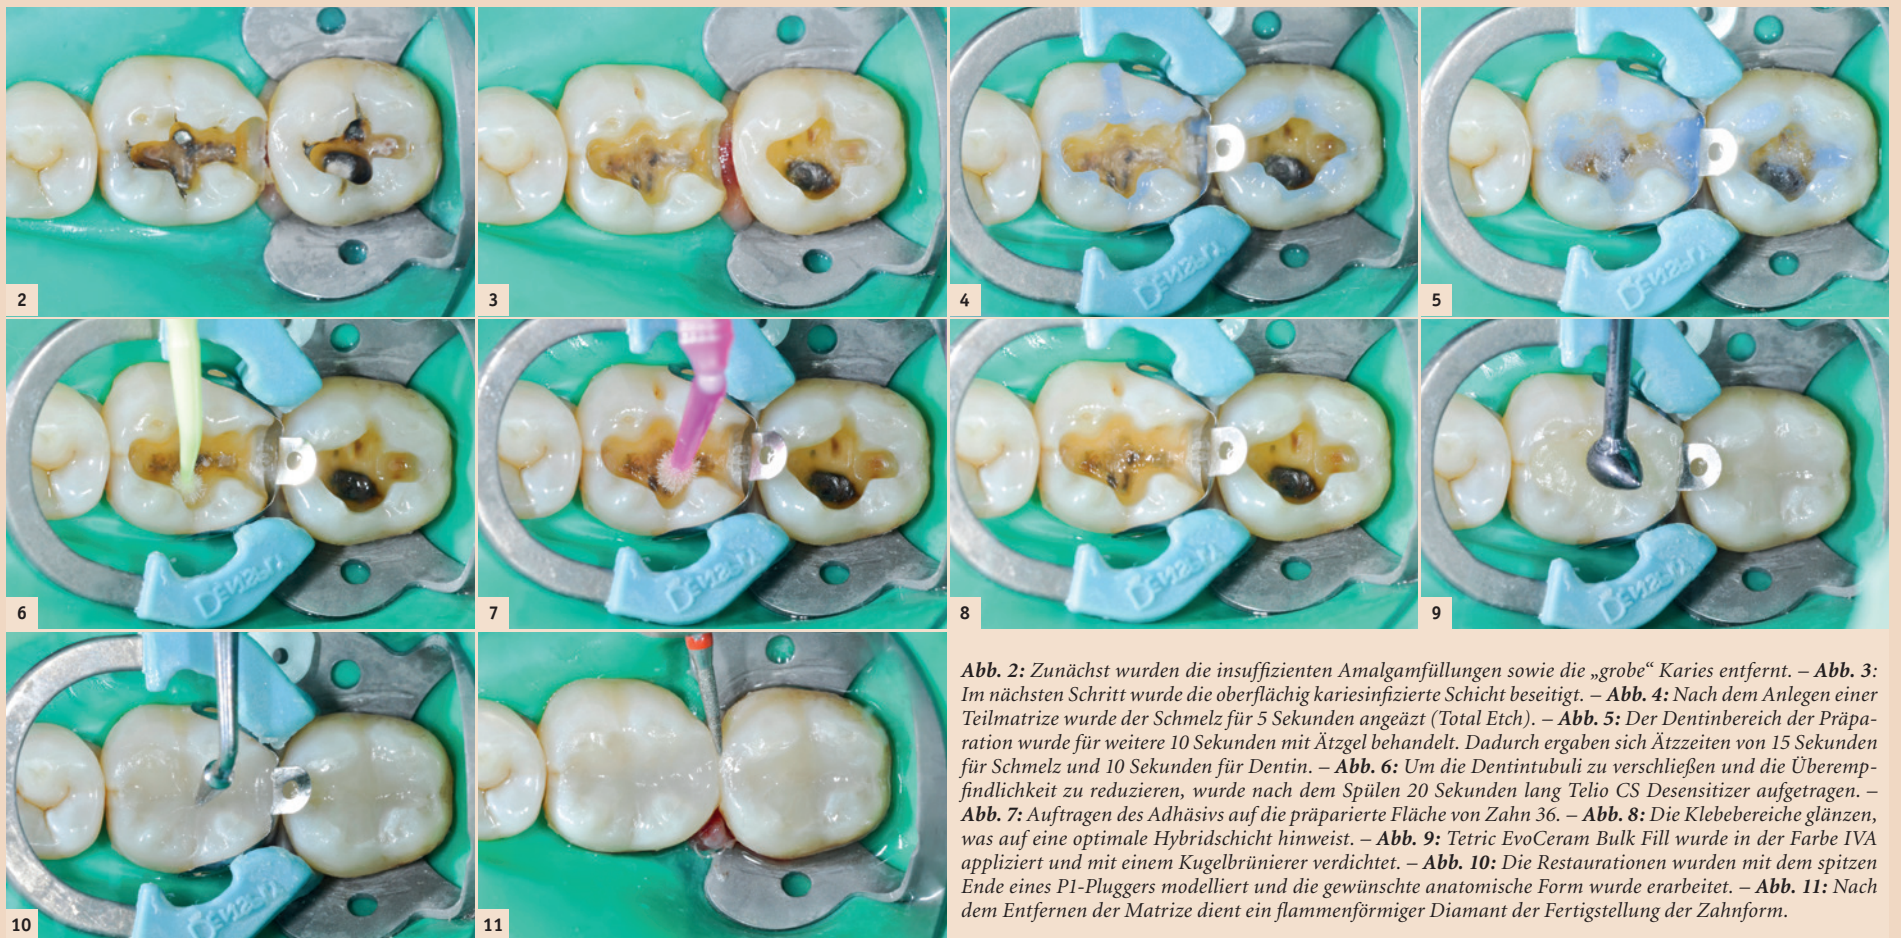 2
3
4
5
6
7
8
9
10
11
DENSPLY
DENSPLY
DENSPLY
DENSPLY
DENSPLY
DENSPLY
DENSPLY
Abb. 2: Zunächst wurden die insuffizienten Amalgamfüllungen sowie die „grobe“ Karies entfernt. – Abb. 3:
Im nächsten Schritt wurde die oberflächig kariesinfizierte Schicht beseitigt. – Abb. 4: Nach dem Anlegen einer
Teilmatrize wurde der Schmelz für 5 Sekunden angeäzt (Total Etch). – Abb. 5: Der Dentinbereich der Präpa-
ration wurde für weitere 10 Sekunden mit Ätzgel behandelt. Dadurch ergaben sich Ätzzeiten von 15 Sekunden
für Schmelz und 10 Sekunden für Dentin. – Abb. 6: Um die Dentintubuli zu verschließen und die Überemp-
findlichkeit zu reduzieren, wurde nach dem Spülen 20 Sekunden lang Telio CS Desensitizer aufgetragen. –
Abb. 7: Auftragen des Adhäsivs auf die präparierte Fläche von Zahn 36. – Abb. 8: Die Klebebereiche glänzen,
was auf eine optimale Hybridschicht hinweist. – Abb. 9: Tetric EvoCeram Bulk Fill wurde in der Farbe IVA
appliziert und mit einem Kugelbrünierer verdichtet. – Abb. 10: Die Restaurationen wurden mit dem spitzen
Ende eines P1-Pluggers modelliert und die gewünschte anatomische Form wurde erarbeitet. – Abb. 11: Nach
dem Entfernen der Matrize dient ein flammenförmiger Diamant der Fertigstellung der Zahnform.